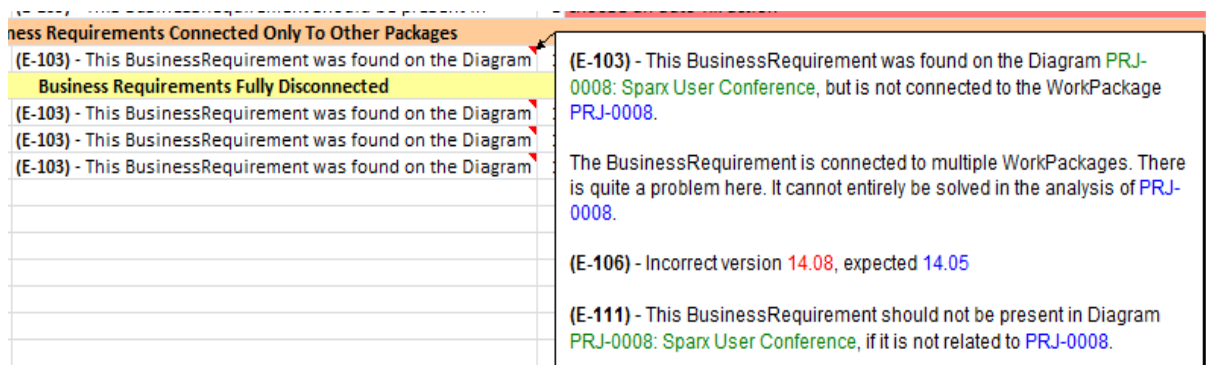 ness Requirements Connected Only To Other Packages
(E-103) - This BusinessRequirement was found on the Diagram
Business Requirements Fully Disconnected
(E-103) - This BusinessRequirement was found on the Diagram
(E-103) - This BusinessRequirement was found on the Diagram
(E-103) - This BusinessRequirement was found on the Diagram
(E-103) - This BusinessRequirement was found on the Diagram PRJ-
0008: Sparx User Conference, but is not connected to the WorkPackage
PRJ-0008.
The BusinessRequirement is connected to multiple WorkPackages. There
is quite a problem here. It cannot entirely be solved in the analysis of PRJ-
0008.
(E-106) - Incorrect version 14.08, expected 14.05
(E-111) - This BusinessRequirement should not be present in Diagram
PRJ-0008: Sparx User Conference, if it is not related to PRJ-0008.